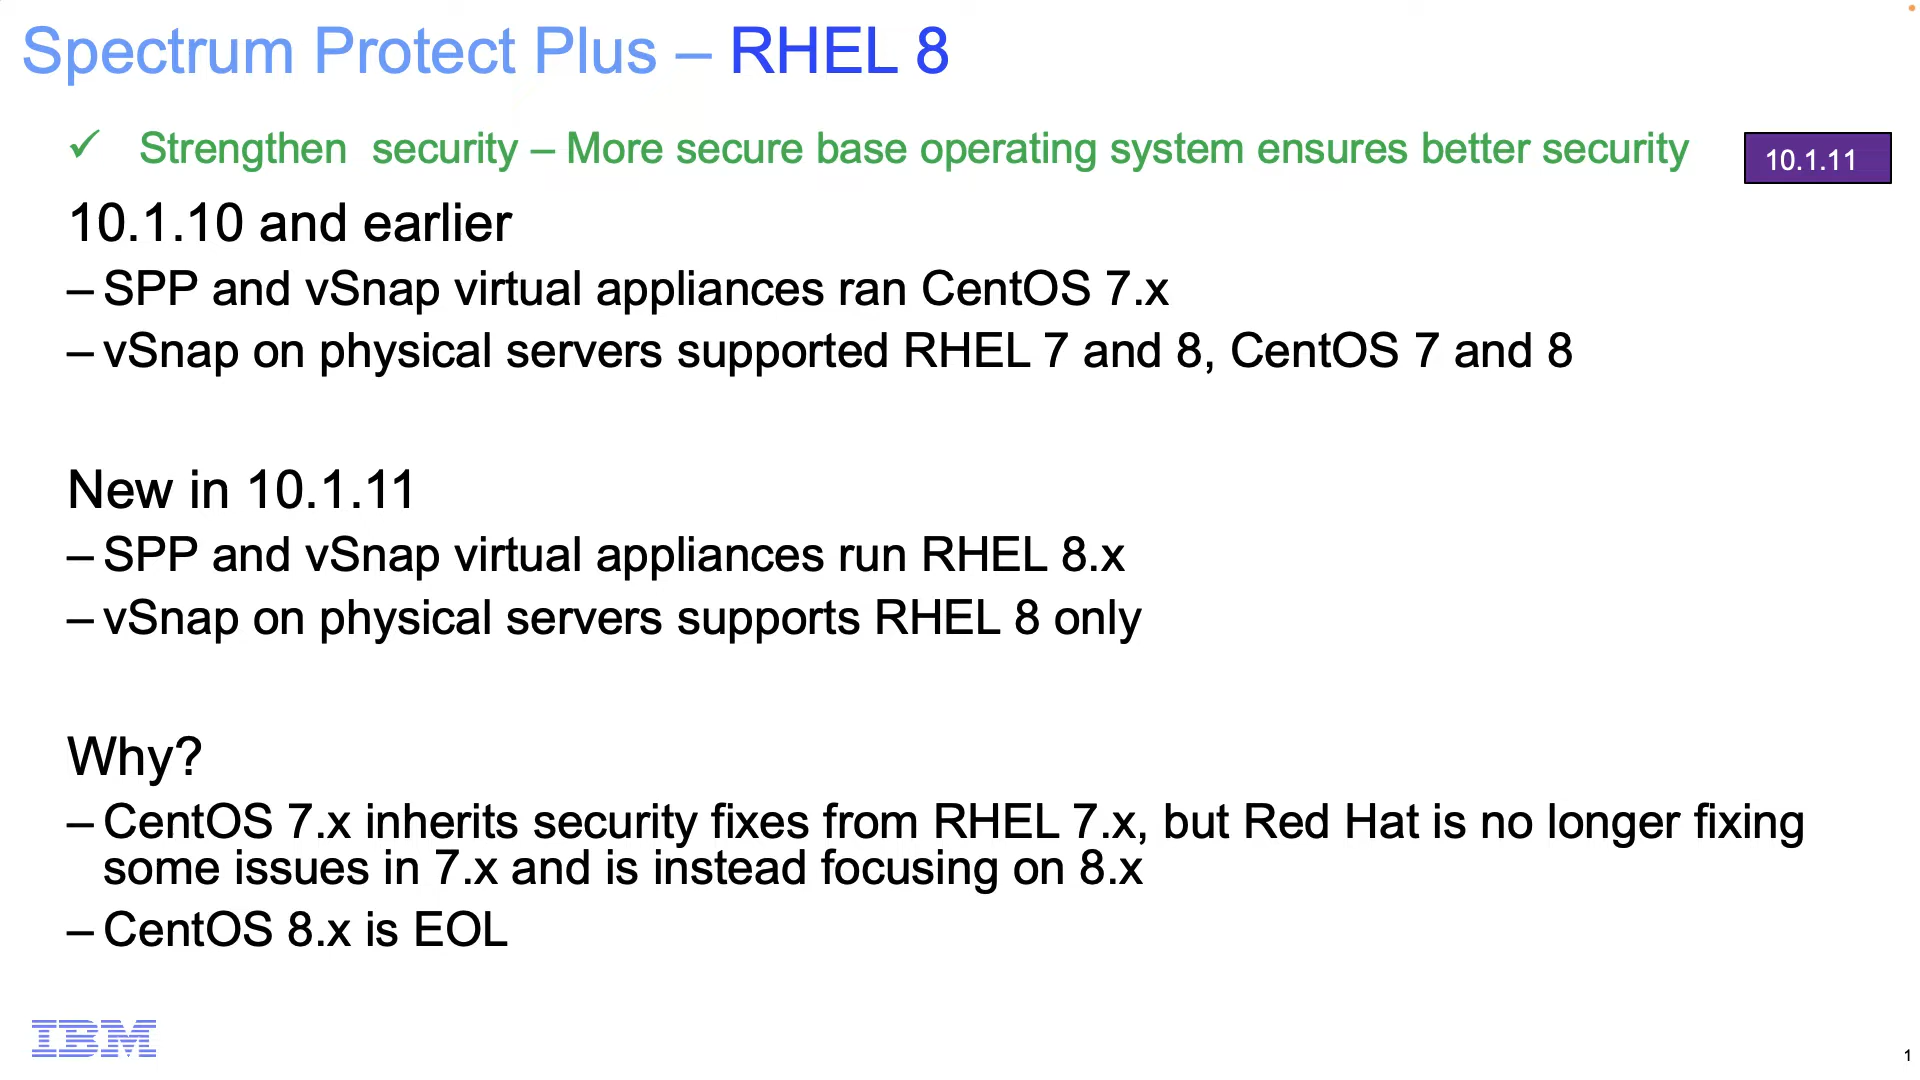 Spectrum Protect Plus – RHEL 8
✓ Strengthen  security – More secure base operating system ensures better security
10.1.11
10.1.10 and earlier
– SPP and vSnap virtual appliances ran CentOS 7.x
– vSnap on physical servers supported RHEL 7 and 8, CentOS 7 and 8
New in 10.1.11
– SPP and vSnap virtual appliances run RHEL 8.x
– vSnap on physical servers supports RHEL 8 only
Why?
– CentOS 7.x inherits security fixes from RHEL 7.x, but Red Hat is no longer fixing
some issues in 7.x and is instead focusing on 8.x
– CentOS 8.x is EOL
IBM
1